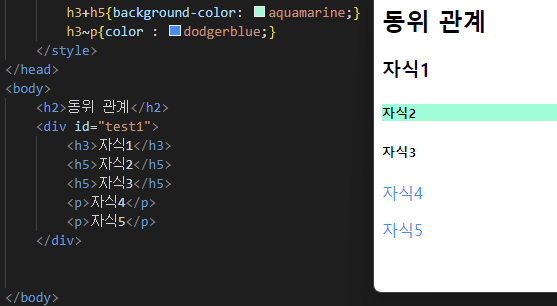 h3+h5{background-color: aquamarine;}
h3~p{color : dodgerblue;}
</style>
</head>
<body>
<h2>동위 관계</h2>
<div id="test1">
<h3>자식1</h3>
<h5>자식2</h5>
<h5>자식3</h5>
<p>자식4</p>
<p>자식5</p>
</div>
</body>
동위 관계
자식1
자식2
자식3
자식4
자식5